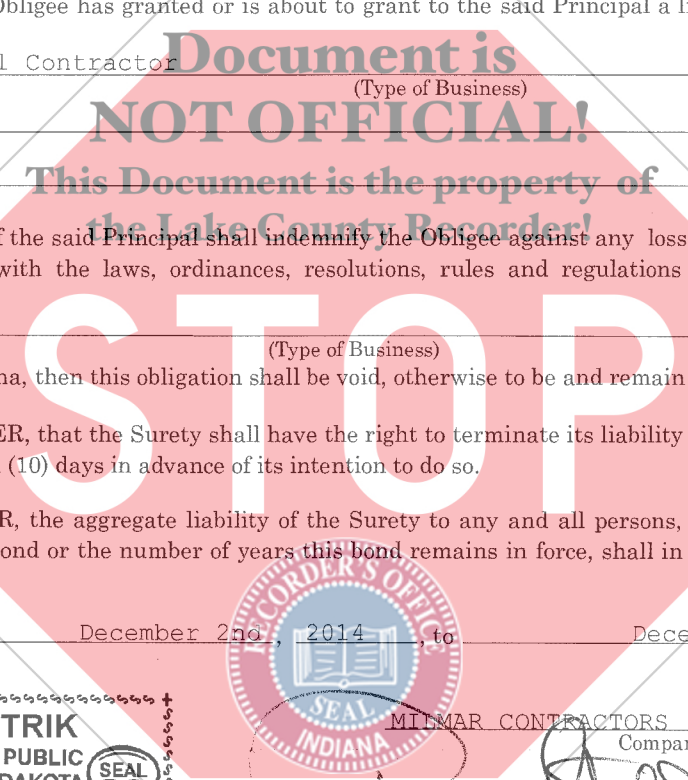 Obligee has granted or is about to grant to the said Principal a li
l Contractor
Document is
(Type of Business)
NOT OFFICIAL!
This Document is the property of
the Lake County Recorder!
f the said Principal shall indemnify the Obligee against any loss
with the laws, ordinances, resolutions, rules and regulations
STOP
(Type of Business)
na, then this obligation shall be void, otherwise to be and remain
ER, that the Surety shall have the right to terminate its liability
(10) days in advance of its intention to do so.
R, the aggregate liability of the Surety to any and all persons,
ond or the number of years this bond remains in force, shall in
RECORDER'S OFFICE
SEAL
INDIANA
December 2nd, 2014, to Dece
TRIK
PUBLIC
DAKOTA
SEAL
MILMAR CONTRACTORS
Compan